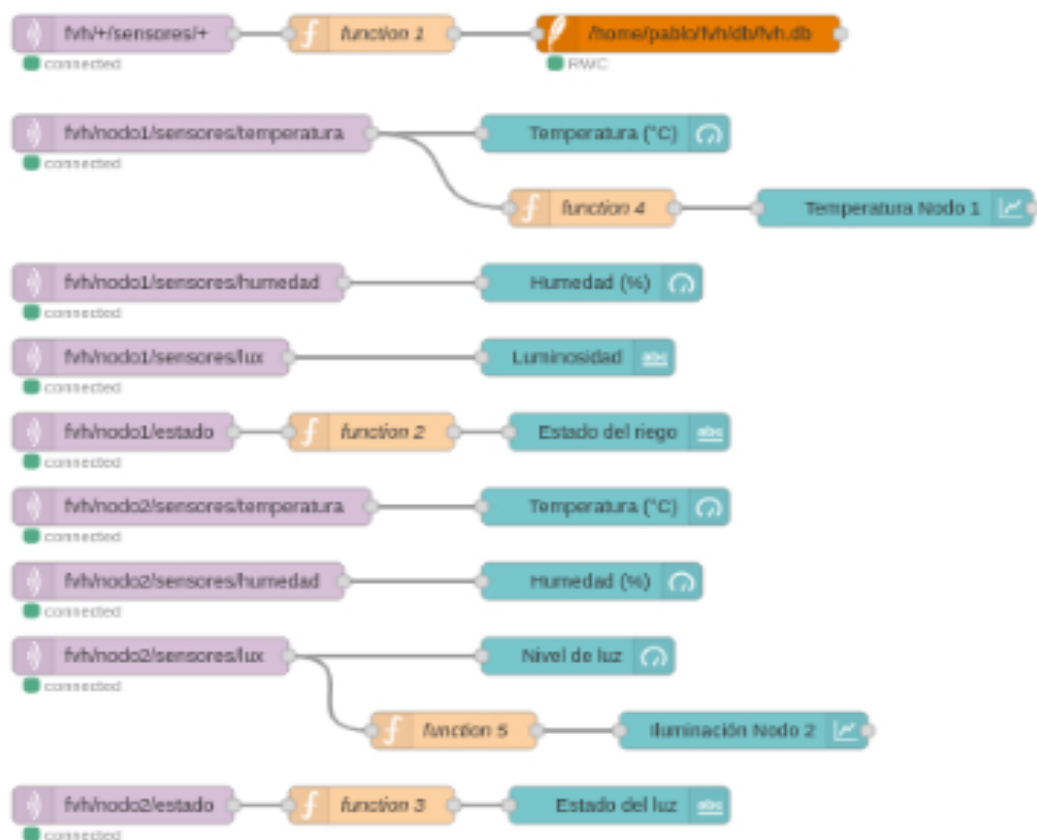 fvh/+/sensores/+ function 1 /home/pablo/fvh/db/fvh.db
connected RWC
fvh/nodo1/sensores/temperatura Temperatura (°C)
connected
function 4 Temperatura Nodo 1
fvh/nodo1/sensores/humedad Humedad (%)
connected
fvh/nodo1/sensores/lux Luminosidad abc
connected
fvh/nodo1/estado function 2 Estado del riego abc
connected
fvh/nodo2/sensores/temperatura Temperatura (°C)
connected
fvh/nodo2/sensores/humedad Humedad (%)
connected
fvh/nodo2/sensores/lux Nivel de luz
connected
function 5 Iluminación Nodo 2
fvh/nodo2/estado function 3 Estado del luz abc
connected